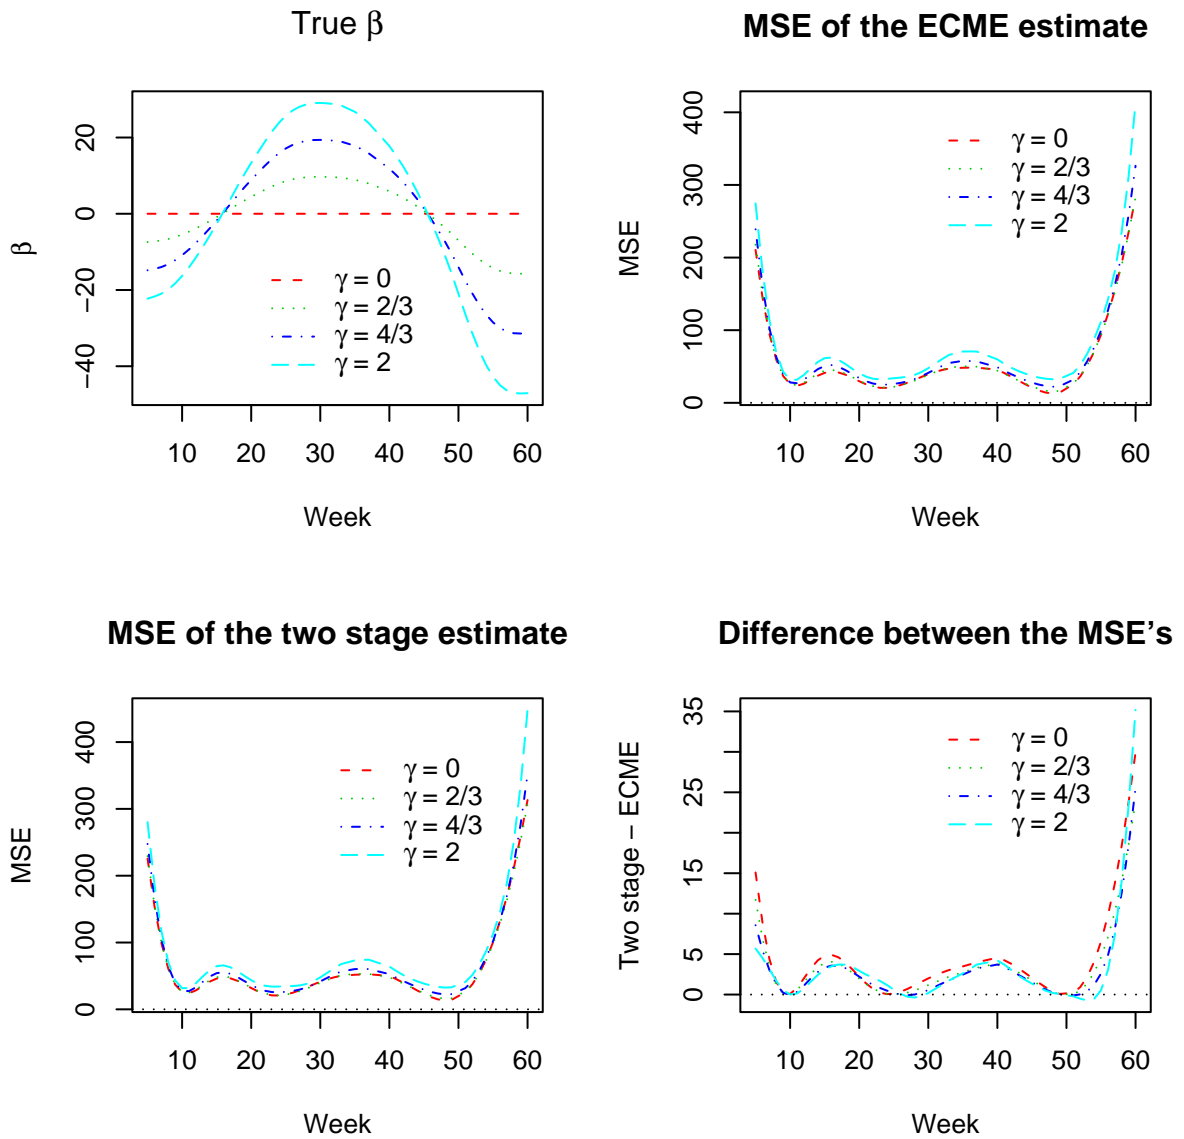 True β
β
20
0
−20
−40
γ = 0
γ = 2/3
γ = 4/3
γ = 2
10 20 30 40 50 60
Week
MSE of the ECME estimate
MSE
400
300
200
100
0
γ = 0
γ = 2/3
γ = 4/3
γ = 2
10 20 30 40 50 60
Week
MSE of the two stage estimate
MSE
400
300
200
100
0
γ = 0
γ = 2/3
γ = 4/3
γ = 2
10 20 30 40 50 60
Week
Difference between the MSE’s
Two stage − ECME
35
25
15
5
0
γ = 0
γ = 2/3
γ = 4/3
γ = 2
10 20 30 40 50 60
Week